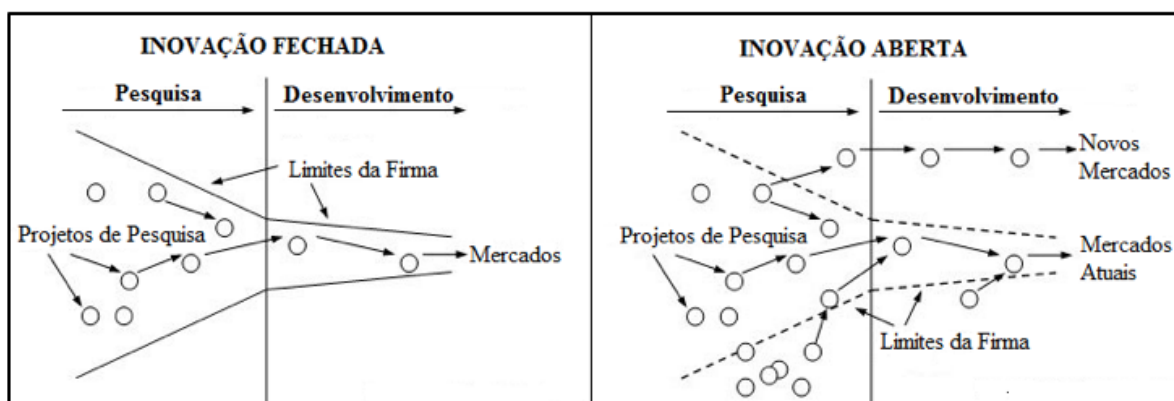 INOVAÇÃO FECHADA
Pesquisa
Desenvolvimento
Limites da Firma
Projetos de Pesquisa
Mercados
INOVAÇÃO ABERTA
Pesquisa
Desenvolvimento
Novos
Mercados
Projetos de Pesquisa
Mercados
Atuais
Limites da Firma